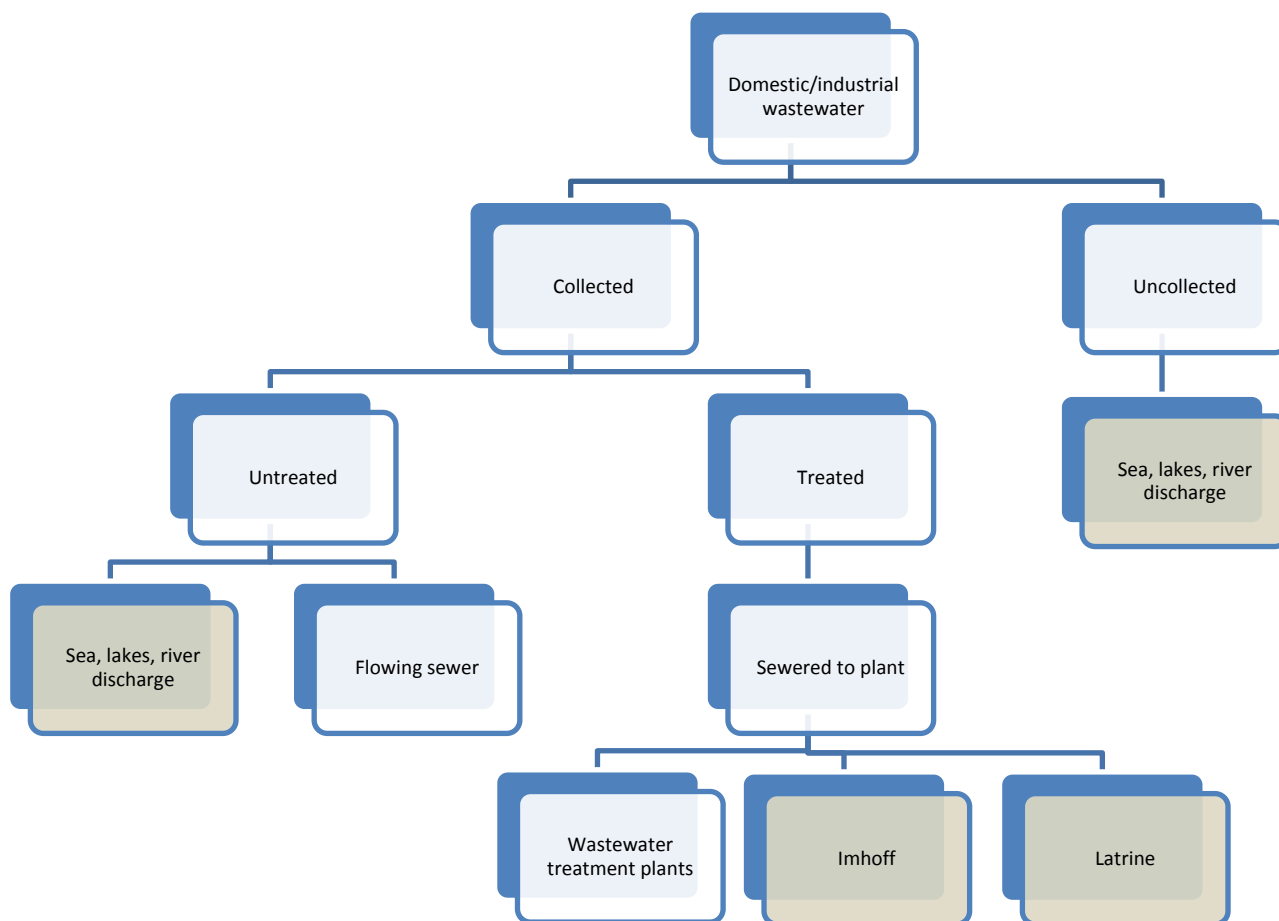 Domestic/industrial
wastewater
Collected
Uncollected
Untreated
Treated
Sea, lakes, river
discharge
Sea, lakes, river
discharge
Flowing sewer
Sewered to plant
Wastewater
treatment plants
Imhoff
Latrine